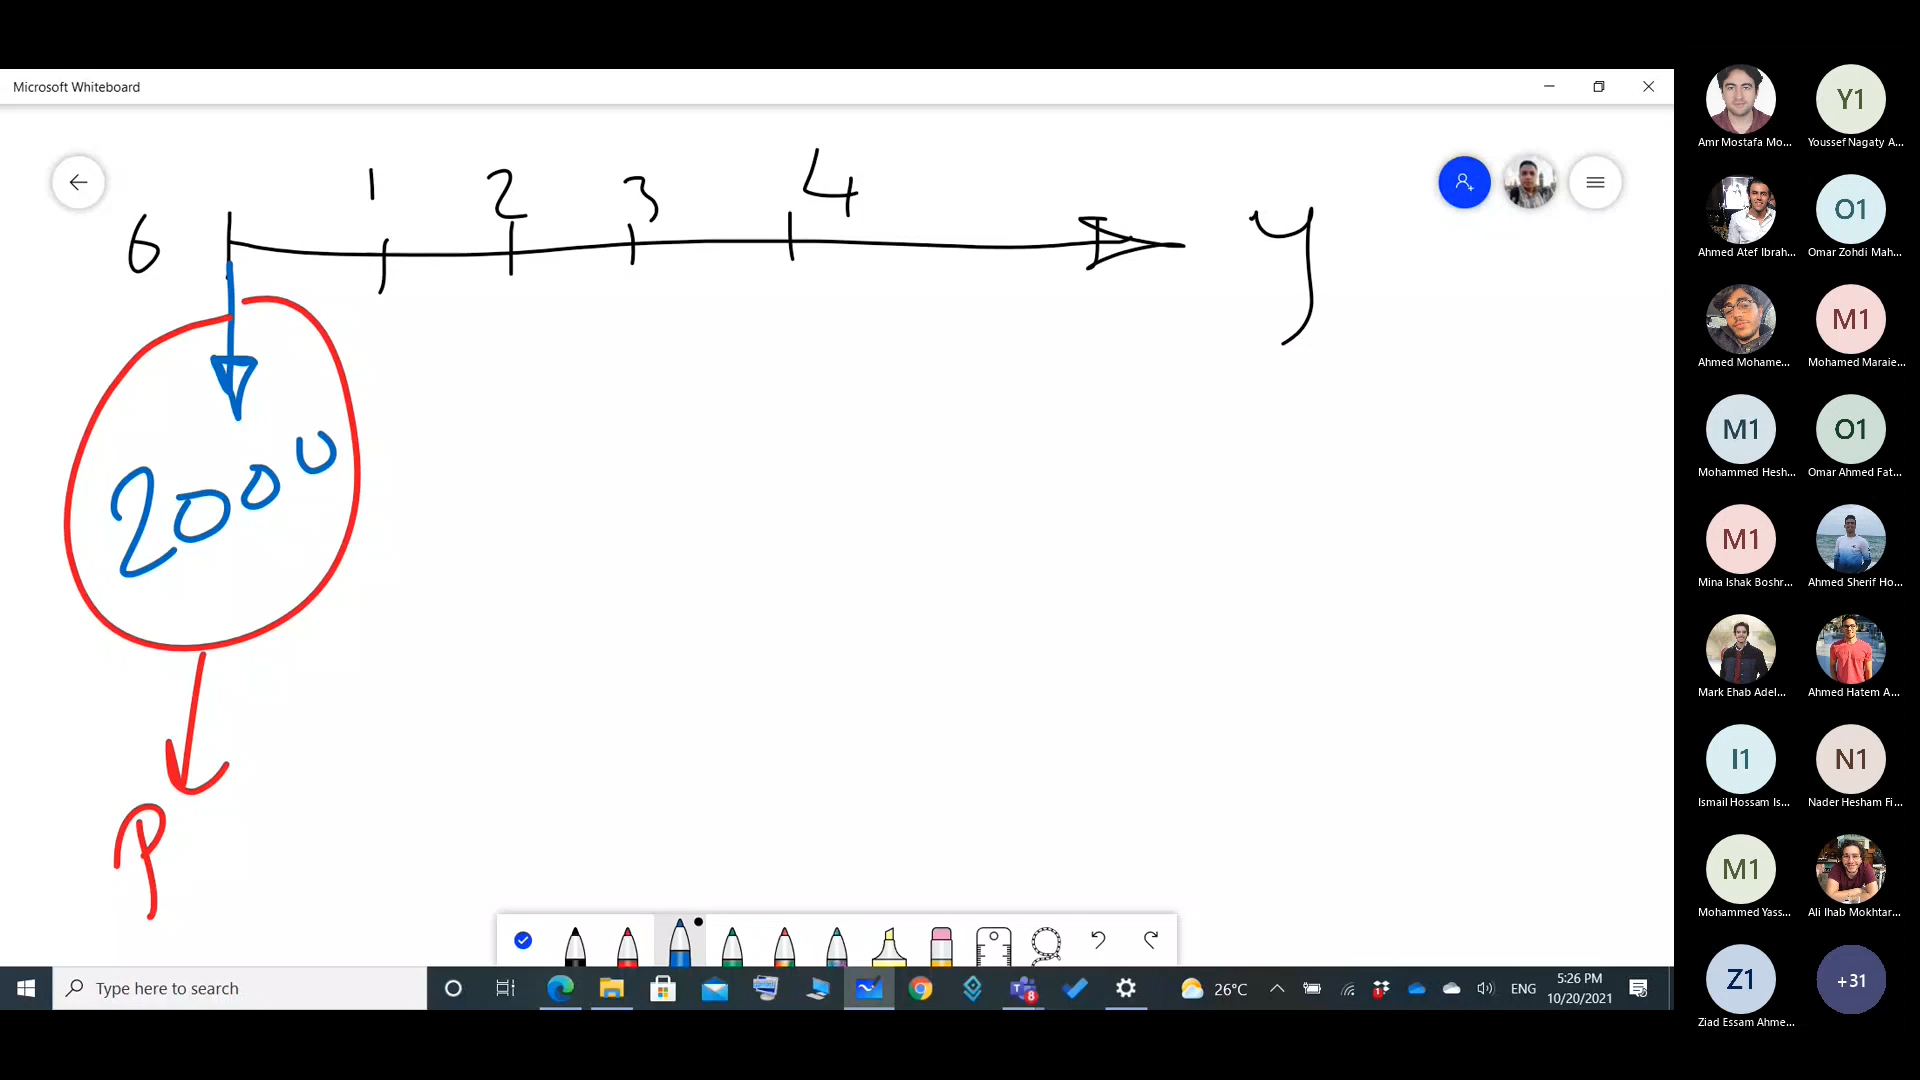 Microsoft Whiteboard
1 2 3 4
6 y
2000
P
Type here to search
8
1
26°C
ENG
5:26 PM
10/20/2021
Amr Mostafa Mo...
Y1
Youssef Nagaty A...
Ahmed Atef Ibrah...
O1
Omar Zohdi Mah...
Ahmed Mohame...
M1
Mohamed Maraie...
M1
Mohammed Hesh...
O1
Omar Ahmed Fat...
M1
Mina Ishak Boshr...
Ahmed Sherif Ho...
Mark Ehab Adel...
Ahmed Hatem A...
I1
Ismail Hossam Is...
N1
Nader Hesham Fi...
M1
Mohammed Yass...
Ali Ihab Mokhtar...
Z1
Ziad Essam Ahme...
+31